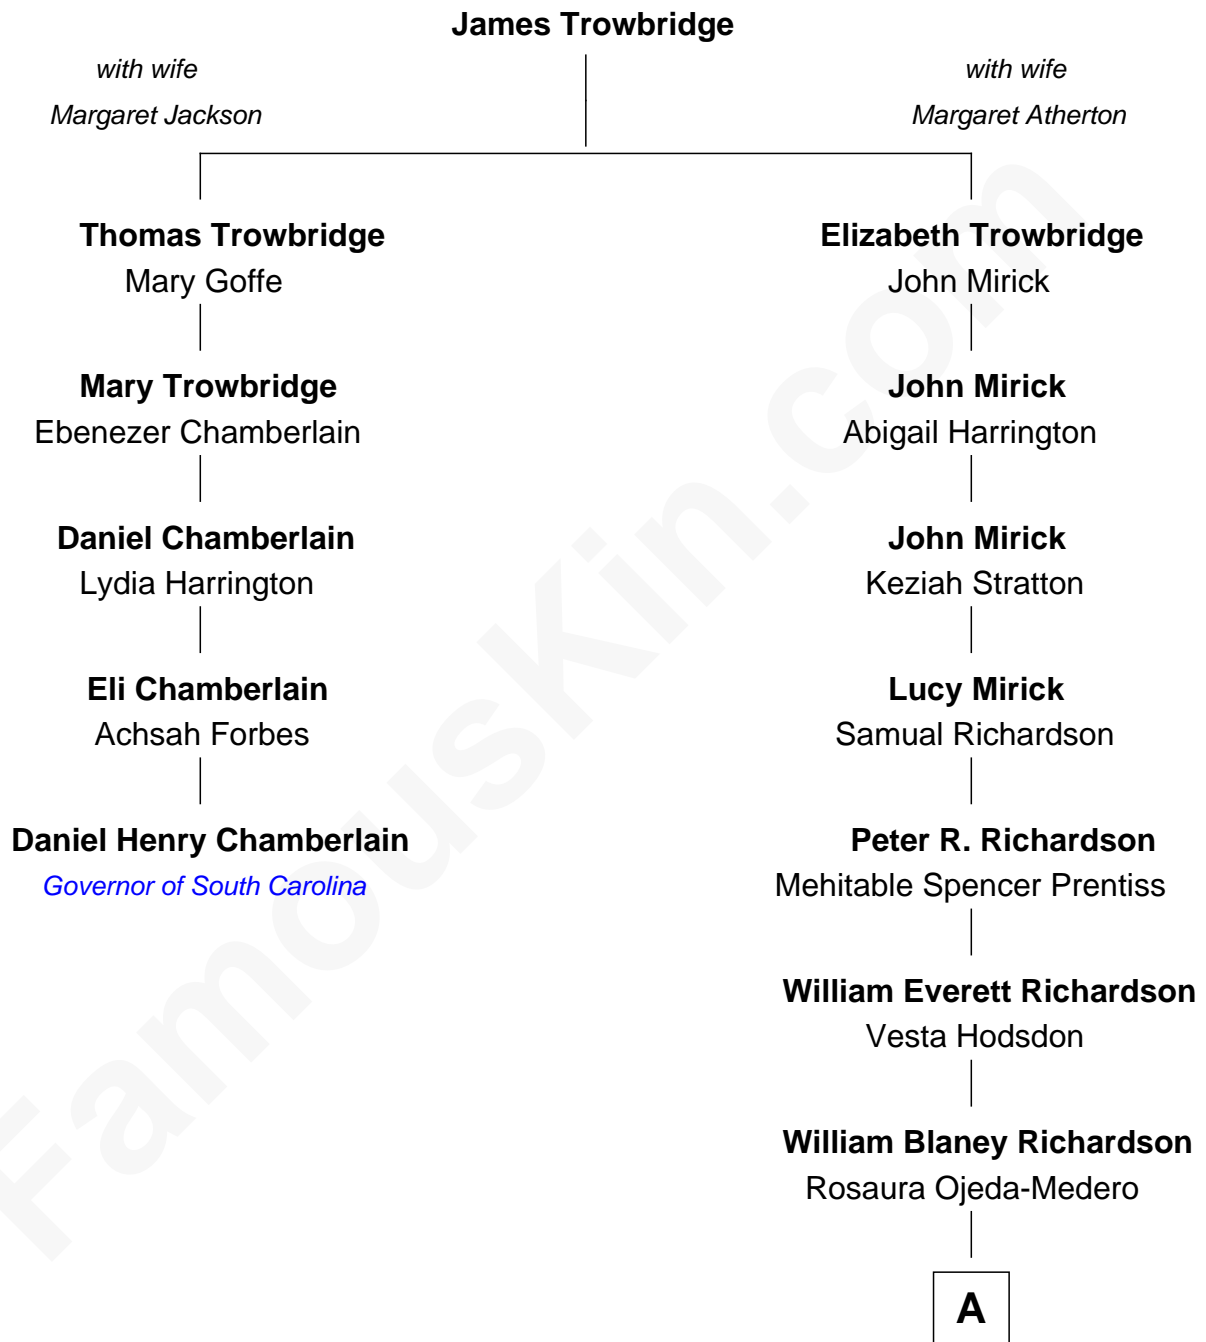 James Trowbridge
with wife
Margaret Jackson
with wife
Margaret Atherton
Thomas Trowbridge
Mary Goffe
Mary Trowbridge
Ebenezer Chamberlain
Daniel Chamberlain
Lydia Harrington
Eli Chamberlain
Achsah Forbes
Daniel Henry Chamberlain
Governor of South Carolina
Elizabeth Trowbridge
John Mirick
John Mirick
Abigail Harrington
John Mirick
Keziah Stratton
Lucy Mirick
Samual Richardson
Peter R. Richardson
Mehitable Spencer Prentiss
William Everett Richardson
Vesta Hodsdon
William Blaney Richardson
Rosaura Ojeda-Medero
A
FamousKin.com